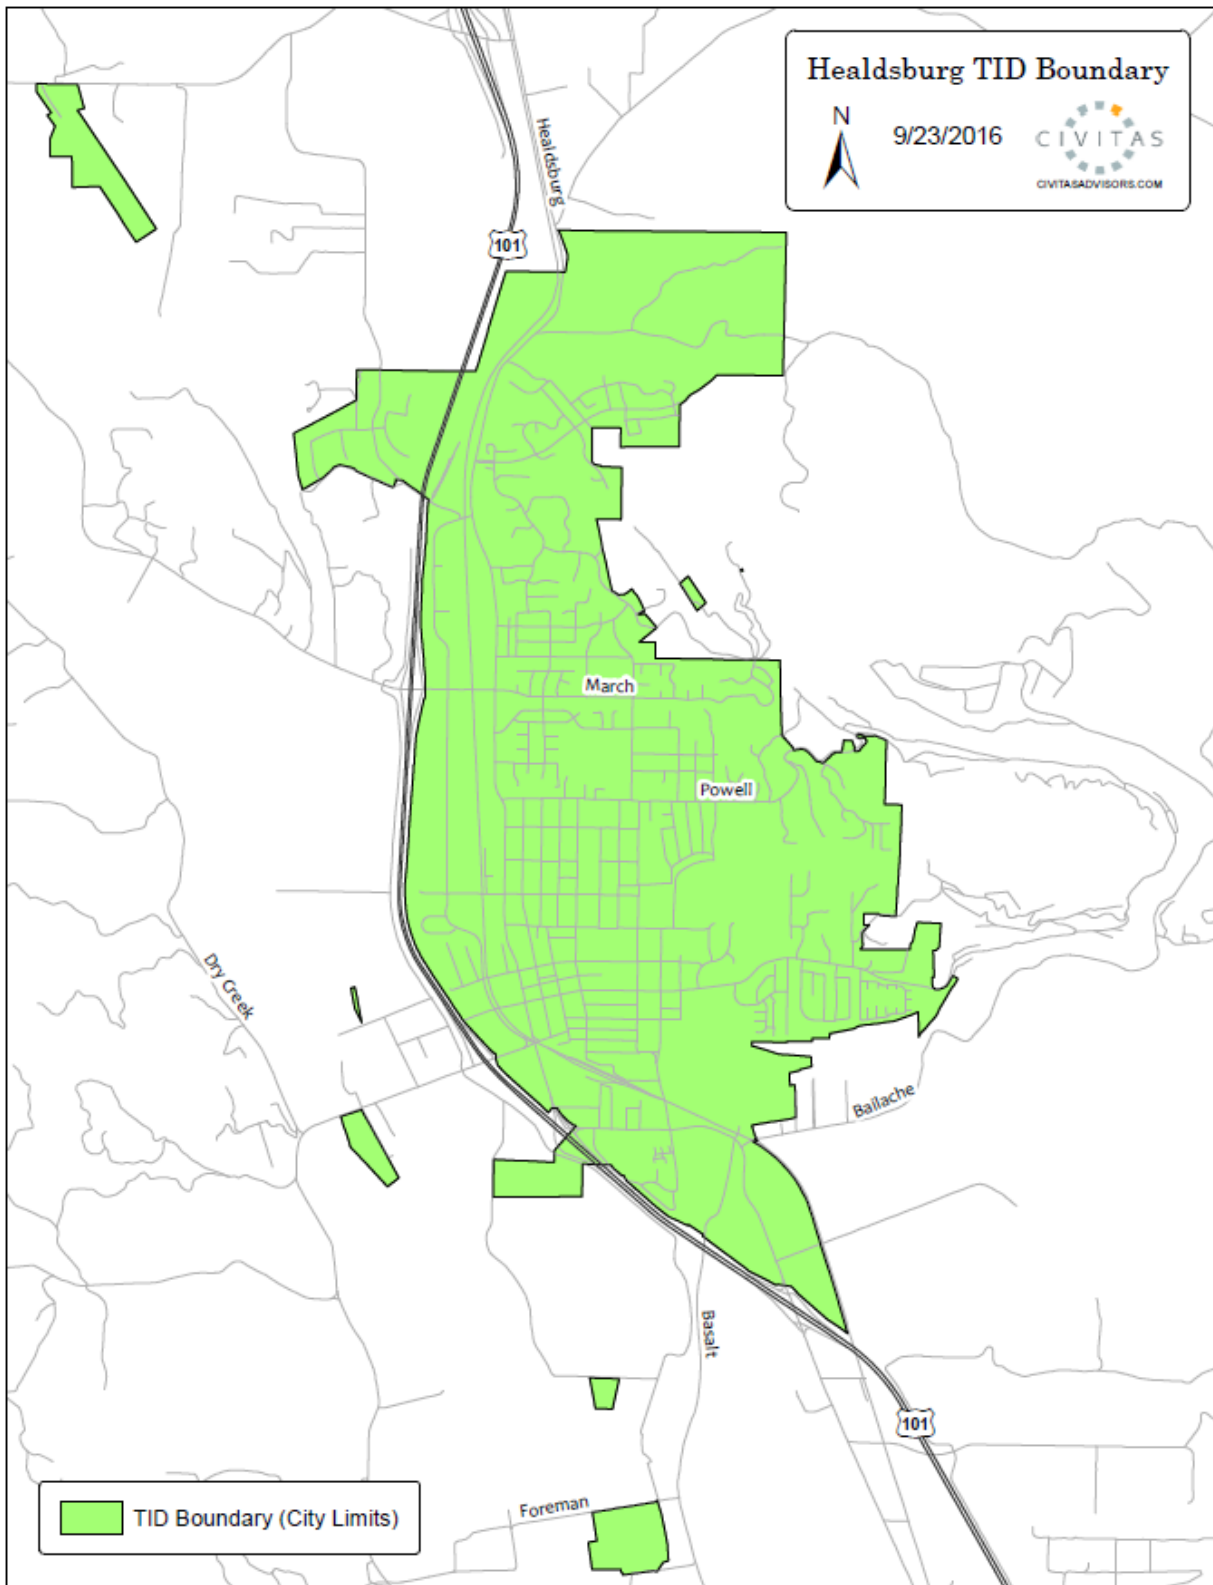 Healdsburg TID Boundary
N
9/23/2016
CIVITAS
CIVITASADVISORS.COM
Healdsburg
101
March
Powell
Dry Creek
Bailache
Basalt
101
Foreman
TID Boundary (City Limits)